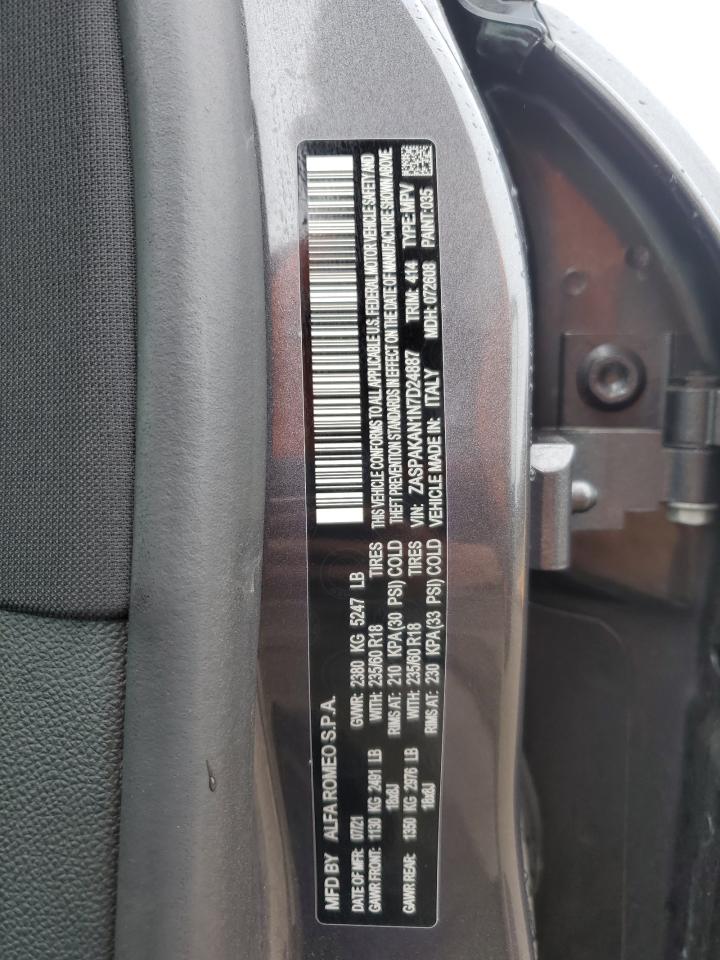 MFD BY ALFA ROMEO S.P.A.
DATE OF MFR: 07/21 GVWR: 2380 KG 5247 LB
GAWR FRONT: 1130 KG 2491 LB WITH: 235/60 R18 TIRES
18x8J RIMS AT: 210 KPA(30 PSI) COLD
GAWR REAR: 1350 KG 2976 LB WITH: 235/60 R18 TIRES
18x8J RIMS AT: 230 KPA(33 PSI) COLD
THIS VEHICLE CONFORMS TO ALL APPLICABLE U.S. FEDERAL MOTOR VEHICLE SAFETY AND
THEFT PREVENTION STANDARDS IN EFFECT ON THE DATE OF MANUFACTURE SHOWN ABOVE.
VIN: ZASPAKAN1N7D24887 TRIM: 414 TYPE: MPV
VEHICLE MADE IN: ITALY MDH: 072608 PAINT: 035